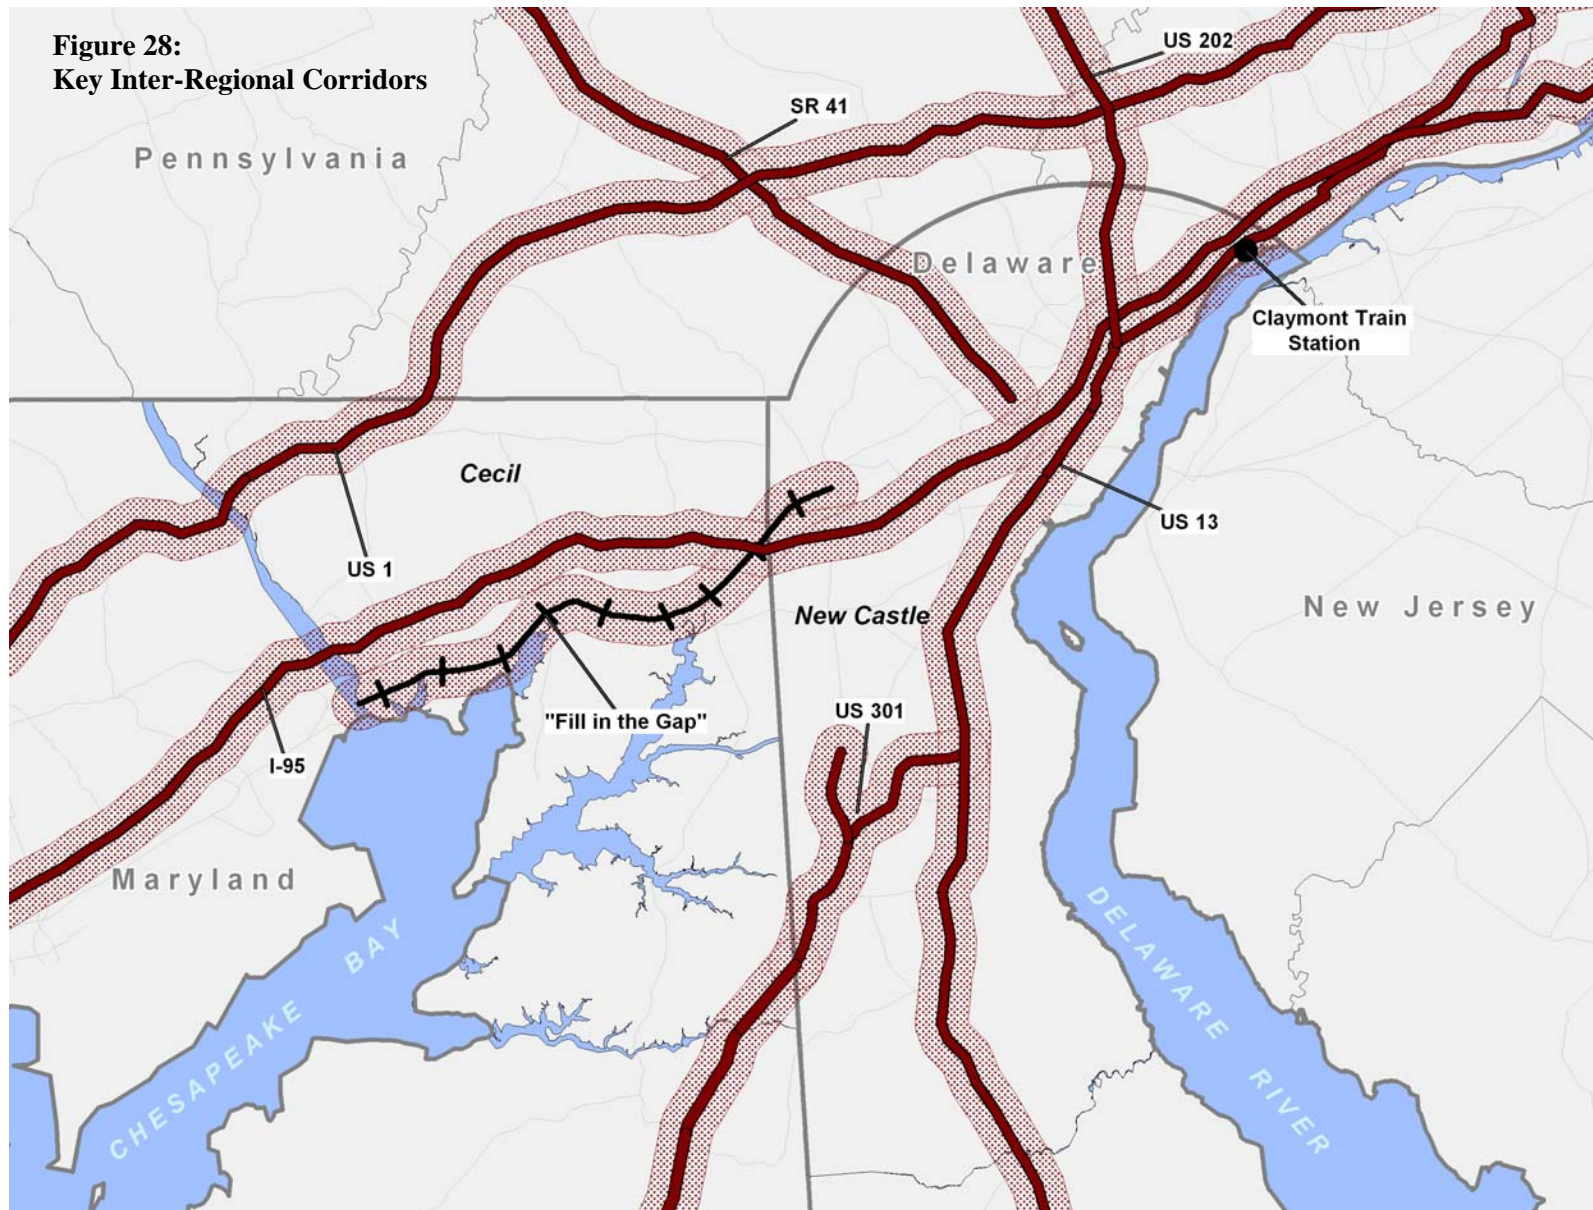 Figure 28:
Key Inter-Regional Corridors
US 202
SR 41
Pennsylvania
Delaware
Claymont Train
Station
Cecil
US 13
US 1
New Jersey
New Castle
"Fill in the Gap"
US 301
I-95
Maryland
CHESAPEAKE BAY
DELAWARE RIVER